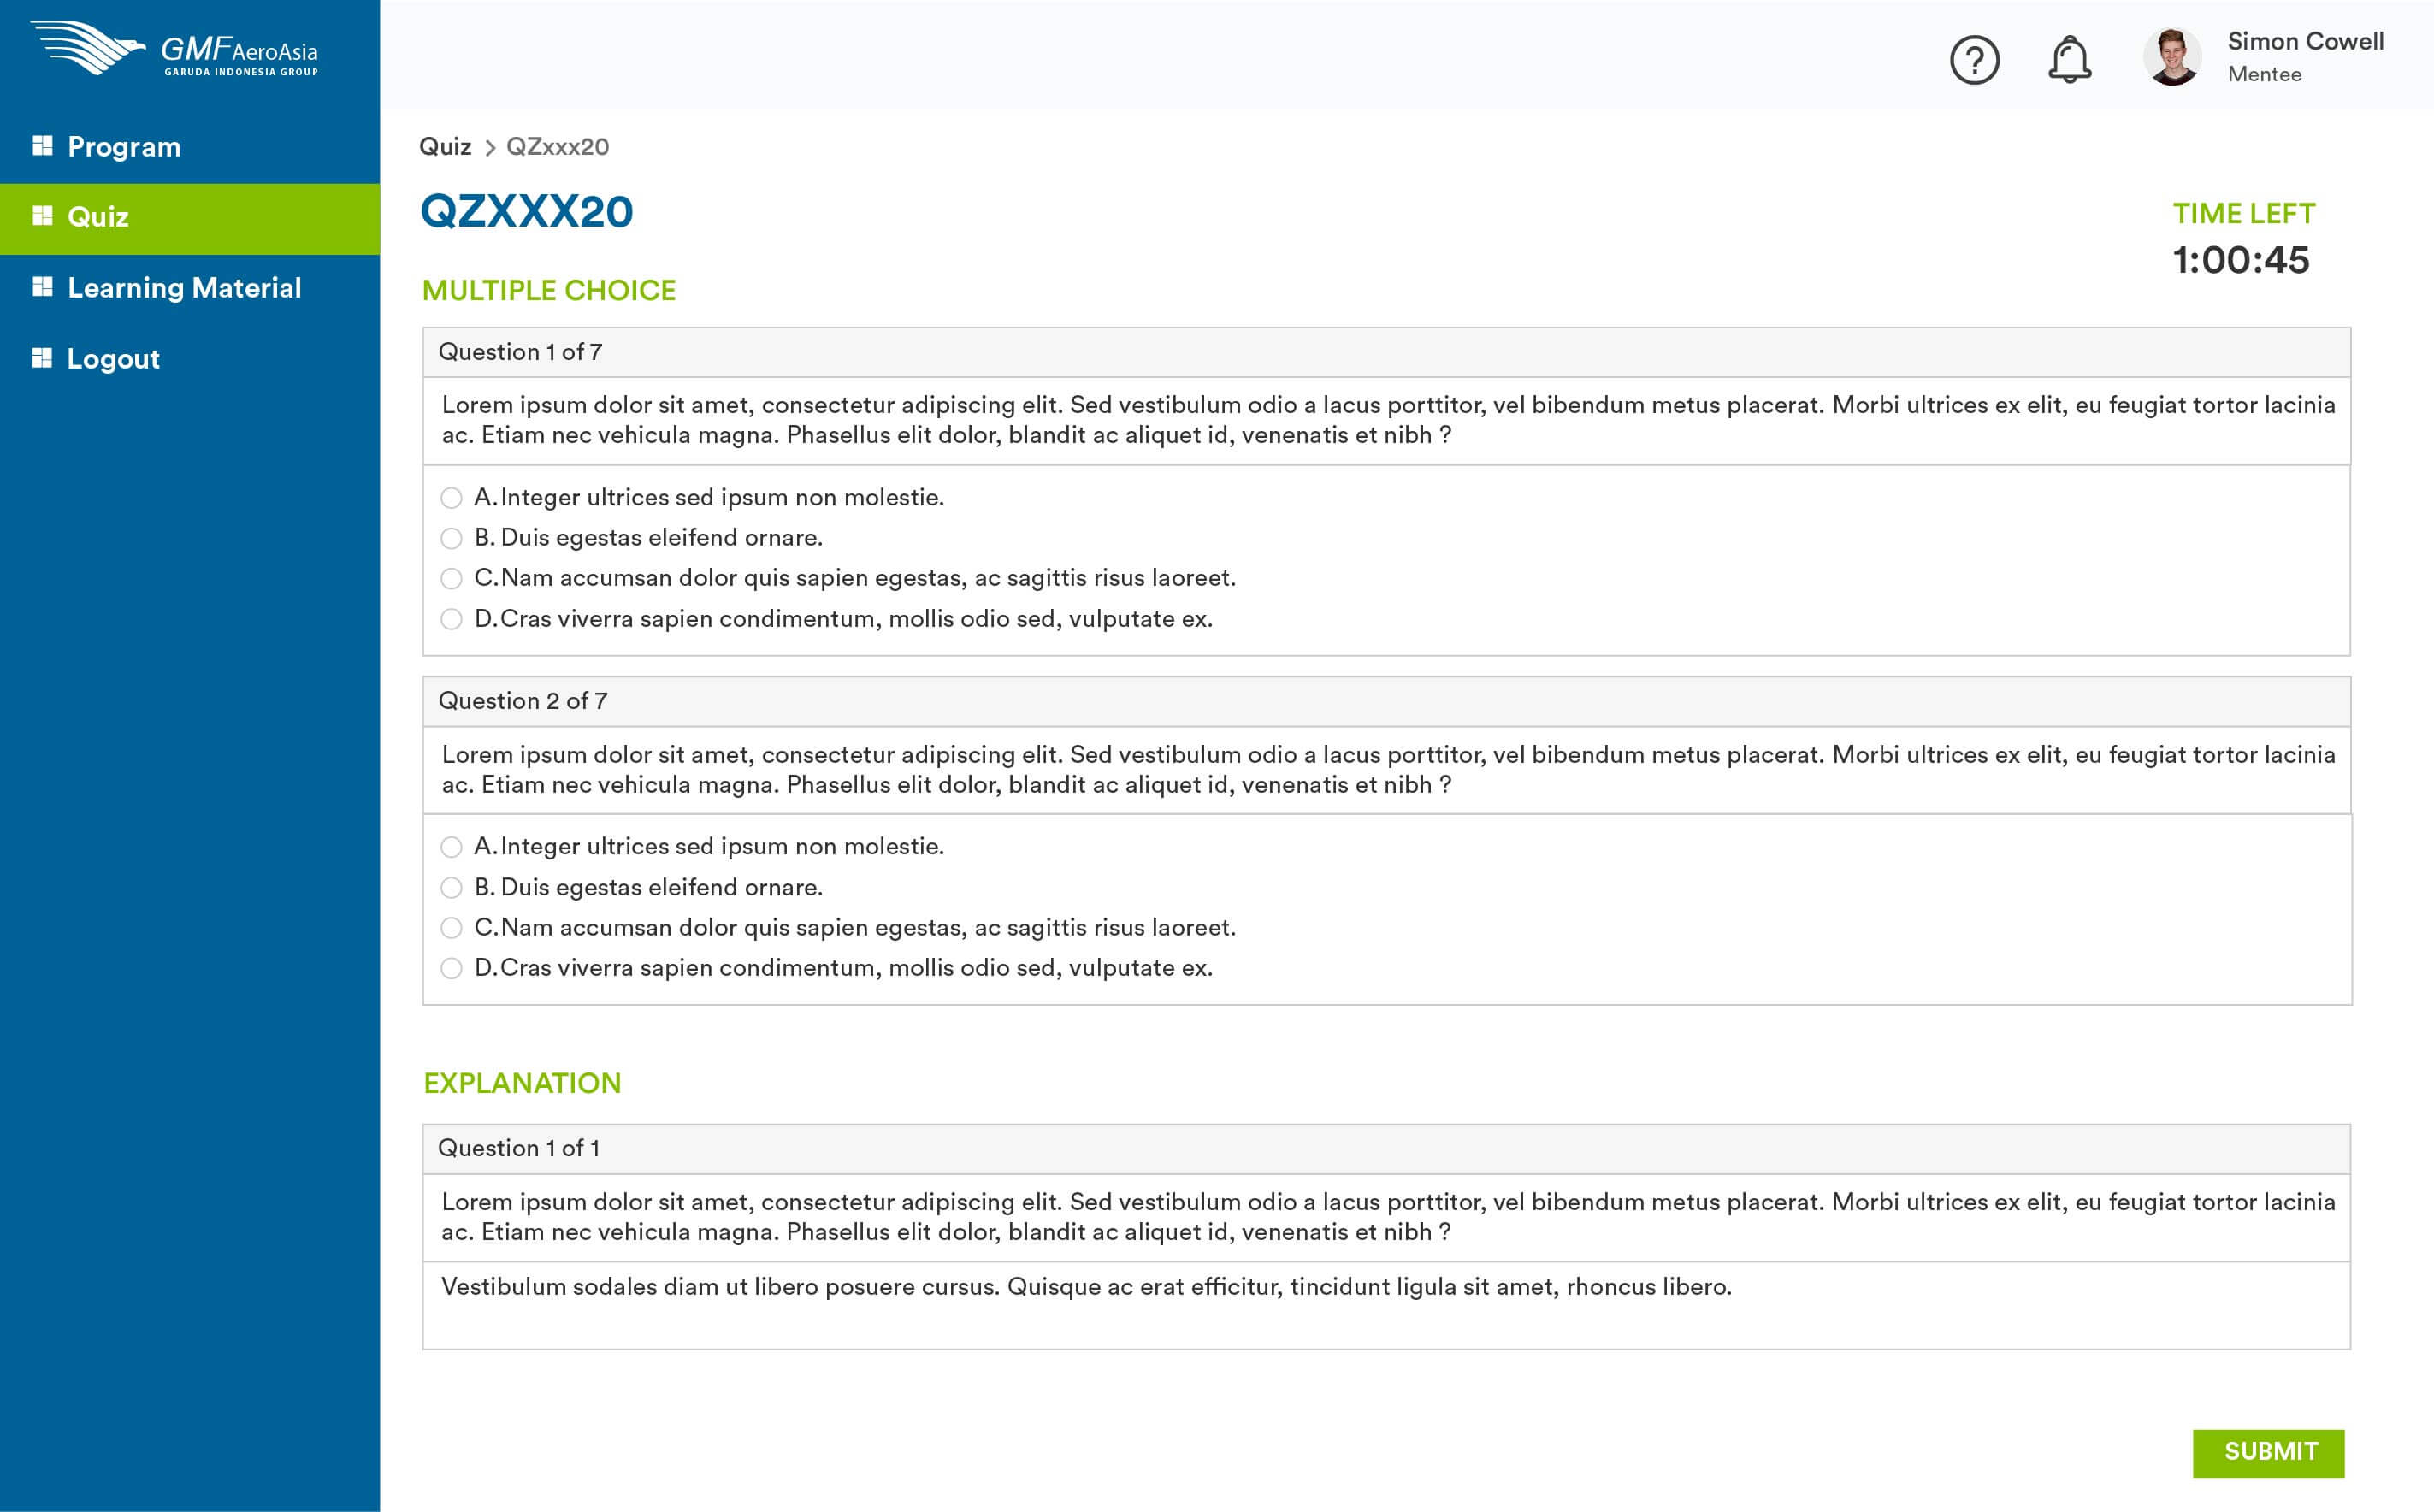 GMF AeroAsia
GARUDA INDONESIA GROUP
Program
Quiz
Learning Material
Logout
Simon Cowell
Mentee
Quiz > QZxxx20
QZXXX20
TIME LEFT
1:00:45
MULTIPLE CHOICE
Question 1 of 7
Lorem ipsum dolor sit amet, consectetur adipiscing elit. Sed vestibulum odio a lacus porttitor, vel bibendum metus placerat. Morbi ultrices ex elit, eu feugiat tortor lacinia
ac. Etiam nec vehicula magna. Phasellus elit dolor, blandit ac aliquet id, venenatis et nibh ?
A.Integer ultrices sed ipsum non molestie.
B. Duis egestas eleifend ornare.
C.Nam accumsan dolor quis sapien egestas, ac sagittis risus laoreet.
D.Cras viverra sapien condimentum, mollis odio sed, vulputate ex.
Question 2 of 7
Lorem ipsum dolor sit amet, consectetur adipiscing elit. Sed vestibulum odio a lacus porttitor, vel bibendum metus placerat. Morbi ultrices ex elit, eu feugiat tortor lacinia
ac. Etiam nec vehicula magna. Phasellus elit dolor, blandit ac aliquet id, venenatis et nibh ?
A.Integer ultrices sed ipsum non molestie.
B. Duis egestas eleifend ornare.
C.Nam accumsan dolor quis sapien egestas, ac sagittis risus laoreet.
D.Cras viverra sapien condimentum, mollis odio sed, vulputate ex.
EXPLANATION
Question 1 of 1
Lorem ipsum dolor sit amet, consectetur adipiscing elit. Sed vestibulum odio a lacus porttitor, vel bibendum metus placerat. Morbi ultrices ex elit, eu feugiat tortor lacinia
ac. Etiam nec vehicula magna. Phasellus elit dolor, blandit ac aliquet id, venenatis et nibh ?
Vestibulum sodales diam ut libero posuere cursus. Quisque ac erat efficitur, tincidunt ligula sit amet, rhoncus libero.
SUBMIT